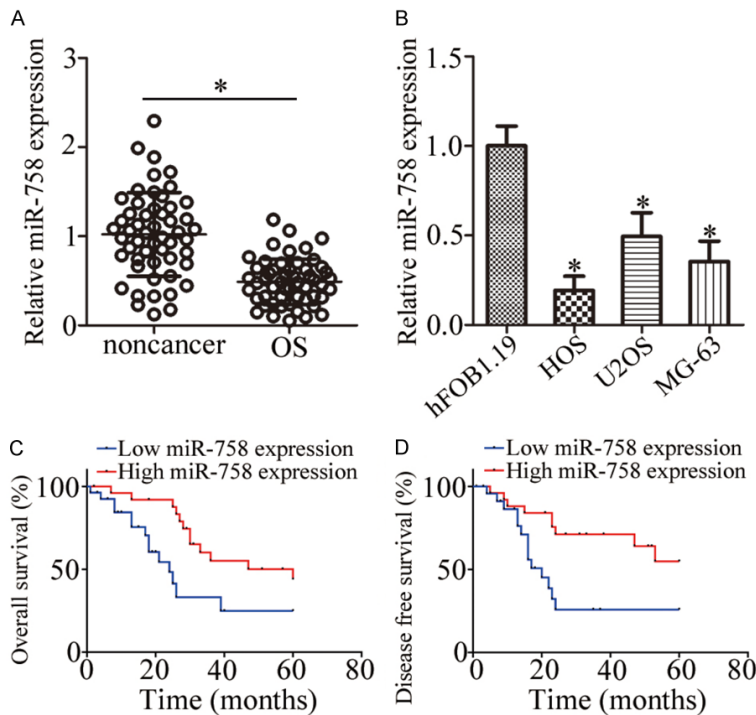 A
Relative miR-758 expression
3
2
1
0
*
noncancer
OS
B
Relative miR-758 expression
1.5
1.0
0.5
0.0
*
*
*
hFOB1.19
HOS
U2OS
MG-63
C
Low miR-758 expression
High miR-758 expression
Overall survival (%)
100
50
0
0
20
40
60
80
Time (months)
D
Low miR-758 expression
High miR-758 expression
Disease free survival (%)
100
50
0
0
20
40
60
80
Time (months)